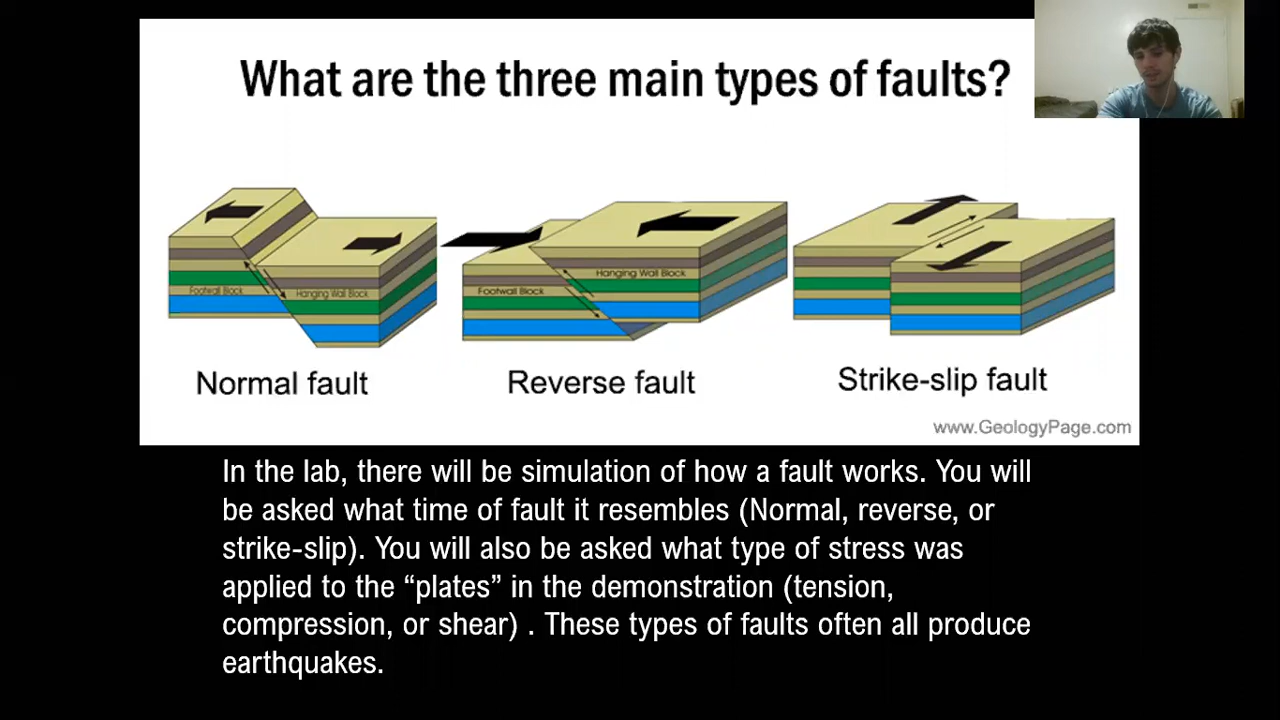 What are the three main types of faults?
Footwall Block
Hanging Wall Block
Hanging Wall Block
Footwall Block
Normal fault
Reverse fault
Strike-slip fault
www.GeologyPage.com
In the lab, there will be simulation of how a fault works. You will
be asked what time of fault it resembles (Normal, reverse, or
strike-slip). You will also be asked what type of stress was
applied to the “plates” in the demonstration (tension,
compression, or shear) . These types of faults often all produce
earthquakes.